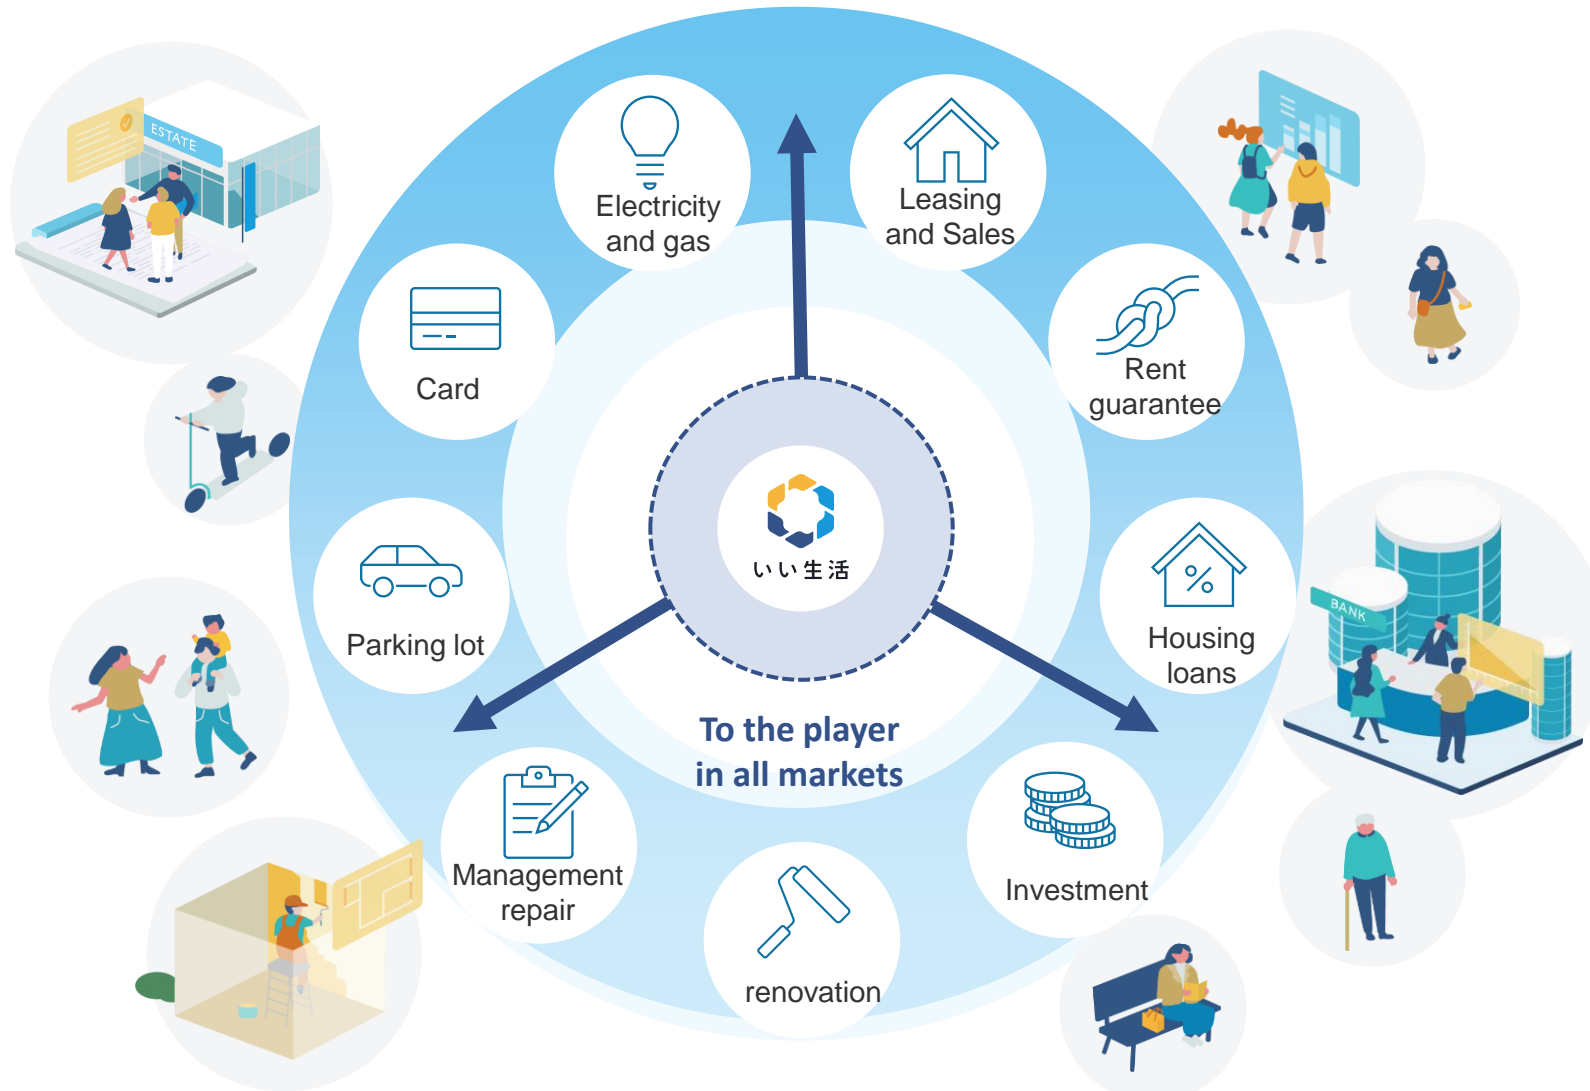 ESTATE
Electricity
and gas
Leasing
and Sales
Card
Rent
guarantee
いい生活
Parking lot
Housing
loans
BANK
To the player
in all markets
Management
repair
Investment
renovation